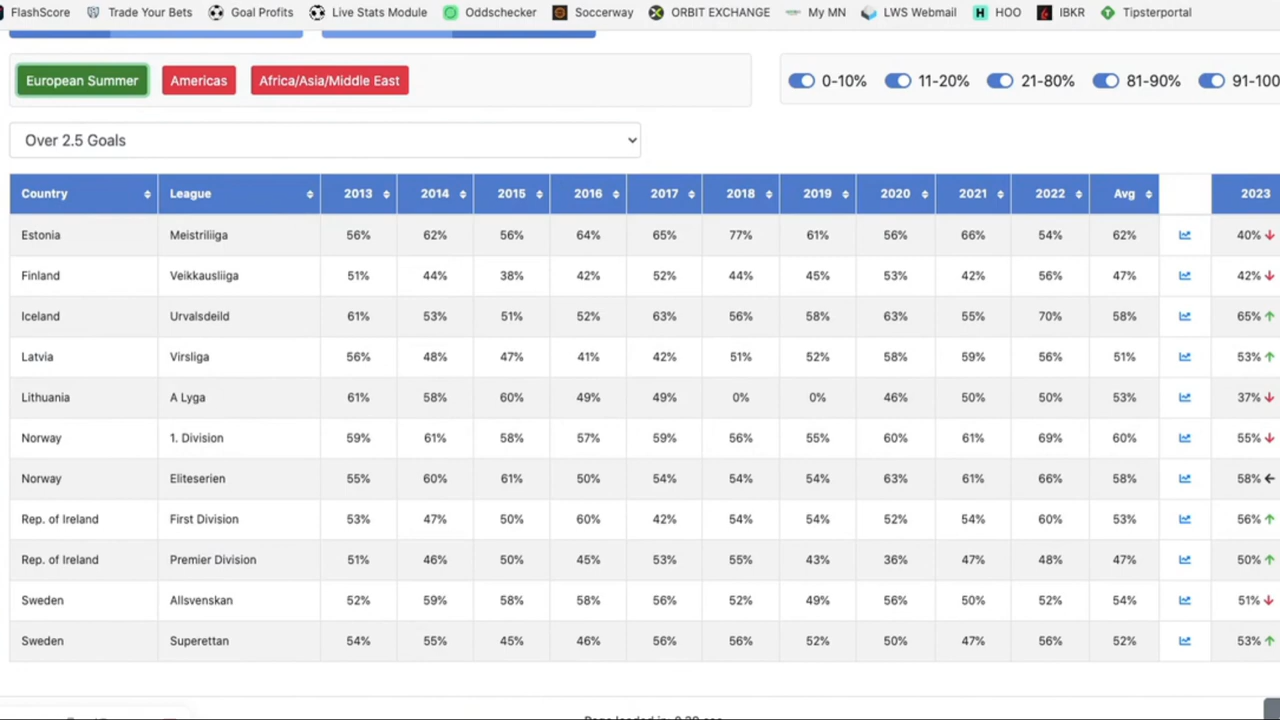 FlashScore Trade Your Bets Goal Profits Live Stats Module Oddschecker Soccerway ORBIT EXCHANGE My MN LWS Webmail HOO IBKR Tipsterportal
European Summer Americas Africa/Asia/Middle East 0-10% 11-20% 21-80% 81-90% 91-100
Over 2.5 Goals
Country League 2013 2014 2015 2016 2017 2018 2019 2020 2021 2022 Avg 2023
Estonia Meistriliiga 56% 62% 56% 64% 65% 77% 61% 56% 66% 54% 62% 40%
Finland Veikkausliiga 51% 44% 38% 42% 52% 44% 45% 53% 42% 56% 47% 42%
Iceland Urvalsdeild 61% 53% 51% 52% 63% 56% 58% 63% 55% 70% 58% 65%
Latvia Virsliga 56% 48% 47% 41% 42% 51% 52% 58% 59% 56% 51% 53%
Lithuania A Lyga 61% 58% 60% 49% 49% 0% 0% 46% 50% 50% 53% 37%
Norway 1. Division 59% 61% 58% 57% 59% 56% 55% 60% 61% 69% 60% 55%
Norway Eliteserien 55% 60% 61% 50% 54% 54% 54% 63% 61% 66% 58% 58%
Rep. of Ireland First Division 53% 47% 50% 60% 42% 54% 54% 52% 54% 60% 53% 56%
Rep. of Ireland Premier Division 51% 46% 50% 45% 53% 55% 43% 36% 47% 48% 47% 50%
Sweden Allsvenskan 52% 59% 58% 58% 56% 52% 49% 56% 50% 52% 54% 51%
Sweden Superettan 54% 55% 45% 46% 56% 56% 52% 50% 47% 56% 52% 53%